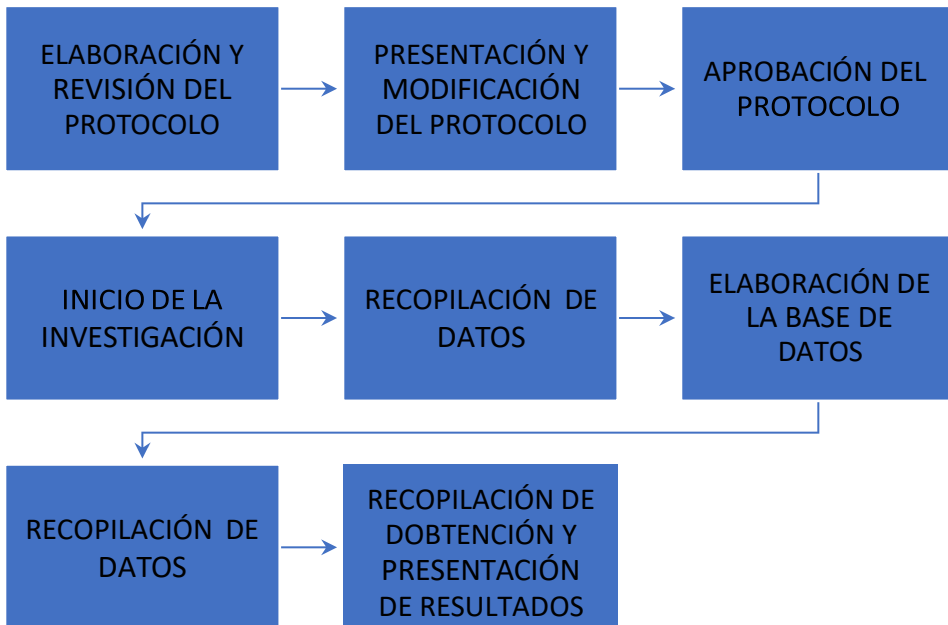 ELABORACIÓN Y
REVISIÓN DEL
PROTOCOLO
PRESENTACIÓN Y
MODIFICACIÓN
DEL PROTOCOLO
APROBACIÓN DEL
PROTOCOLO
INICIO DE LA
INVESTIGACIÓN
RECOPILACIÓN DE
DATOS
ELABORACIÓN DE
LA BASE DE
DATOS
RECOPILACIÓN DE
DATOS
RECOPILACIÓN DE
DOBTENCIÓN Y
PRESENTACIÓN
DE RESULTADOS